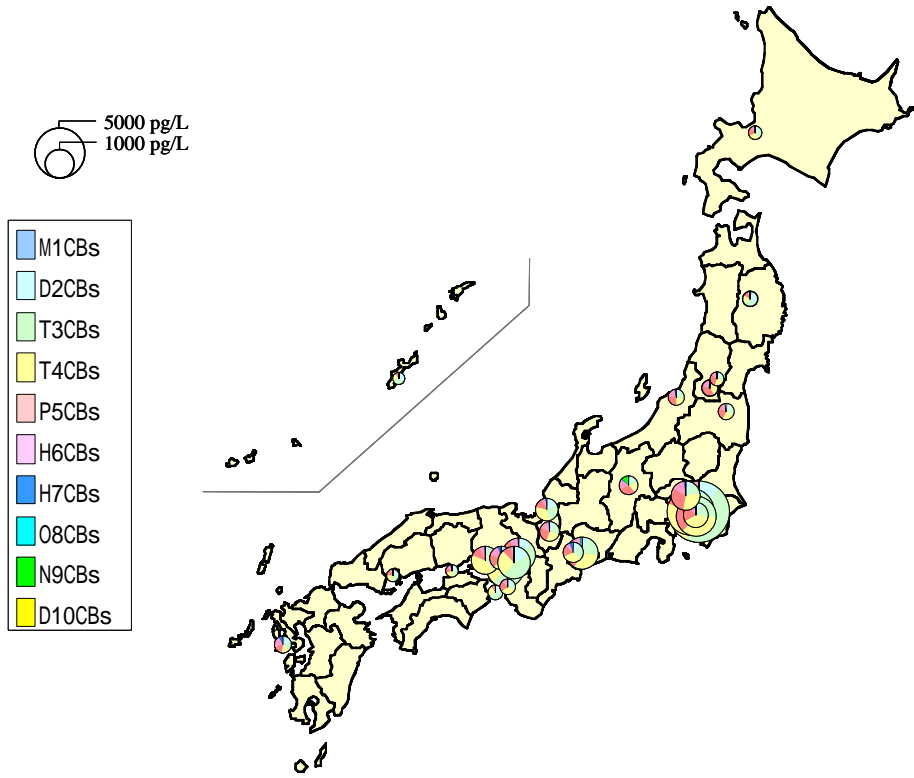 5000 pg/L
1000 pg/L
M1CBs
D2CBs
T3CBs
T4CBs
P5CBs
H6CBs
H7CBs
O8CBs
N9CBs
D10CBs